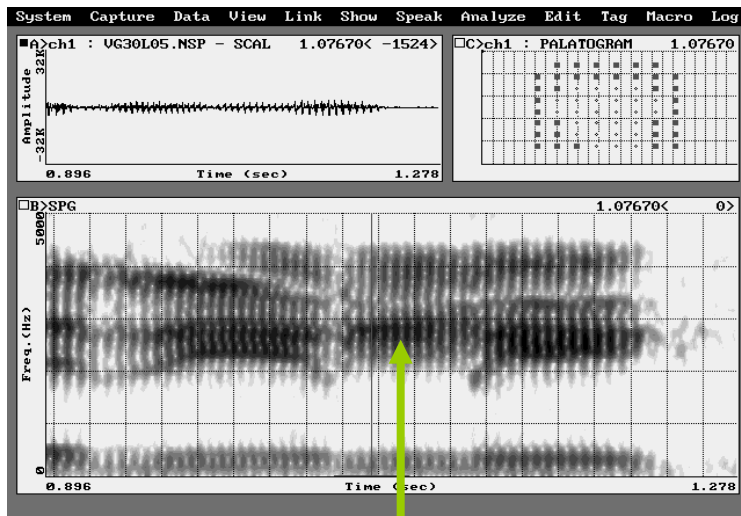 System Capture Data View Link Show Speak Analyze Edit Tag Macro Log
■A>ch1 : VG30L05.NSP - SCAL 1.07670< -1524>
□C>ch1 : PALATOGRAM 1.07670
32K
Amplitude
-32K
0.896 Time (sec) 1.278
□B>SPG 1.07670< 0>
5000
Freq.(Hz)
0
0.896 Time (sec) 1.278